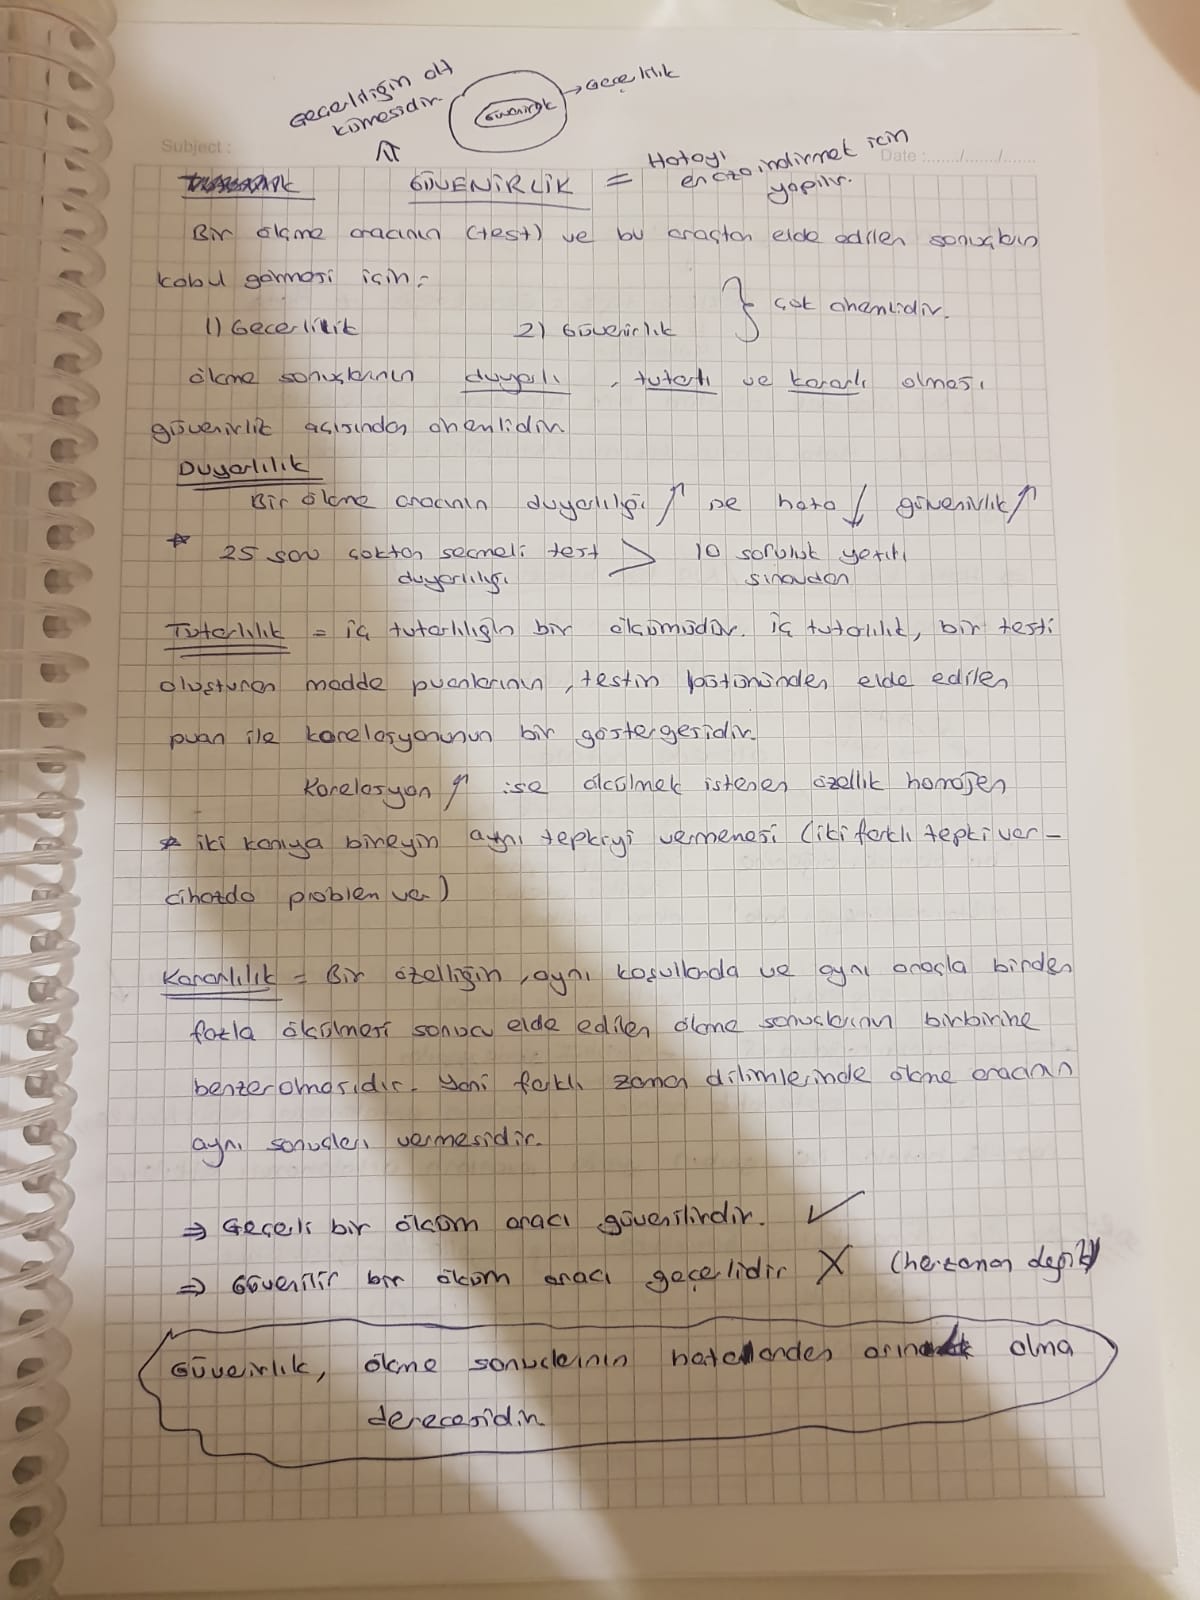 Geçerliliğin alt
kümesidir.
Güvenirlik
→ Geçerlilik
Subject :
Date :....../....../......
GÜVENİRLİK = Hatayı
en aza indirmek için
yapılır.
Bir ölçme aracının (test) ve bu araçtan elde edilen sonuçların
kabul görmesi için:
1) Geçerlilik 2) Güvenirlik } çok önemlidir.
ölçme sonuçlarının duyarlı, tutarlı ve kararlı olması
güvenirlik açısından önemlidir.
Duyarlılık
Bir ölçme aracının duyarlılığı ↑ ise hata ↓ güvenirlik ↑
* 25 soru çoktan seçmeli test > 10 soruluk yazılı
duyarlılığı sınavdan
Tutarlılık = iç tutarlılığın bir ölçümüdür. iç tutarlılık, bir testi
oluşturan madde puanlarının, testin bütününden elde edilen
puan ile korelasyonunun bir göstergesidir.
Korelasyon ↑ ise ölçülmek istenen özellik homojen
* iki konuya bireyin aynı tepkiyi vermemesi (iki farklı tepki var -
cihazda problem var)
Kararlılık = Bir özelliğin, aynı koşullarda ve aynı araçla birden
fazla ölçülmesi sonucu elde edilen ölçme sonuçlarının birbirine
benzer olmasıdır. Yani farklı zaman dilimlerinde ölçme aracının
aynı sonuçları vermesidir.
⇒ Geçerli bir ölçüm aracı güvenilirdir. ✓
⇒ Güvenilir bir ölçüm aracı geçerlidir X (her zaman değil)
Güvenirlik, ölçme sonuçlarının hatalardan arınık olma
derecesidir.